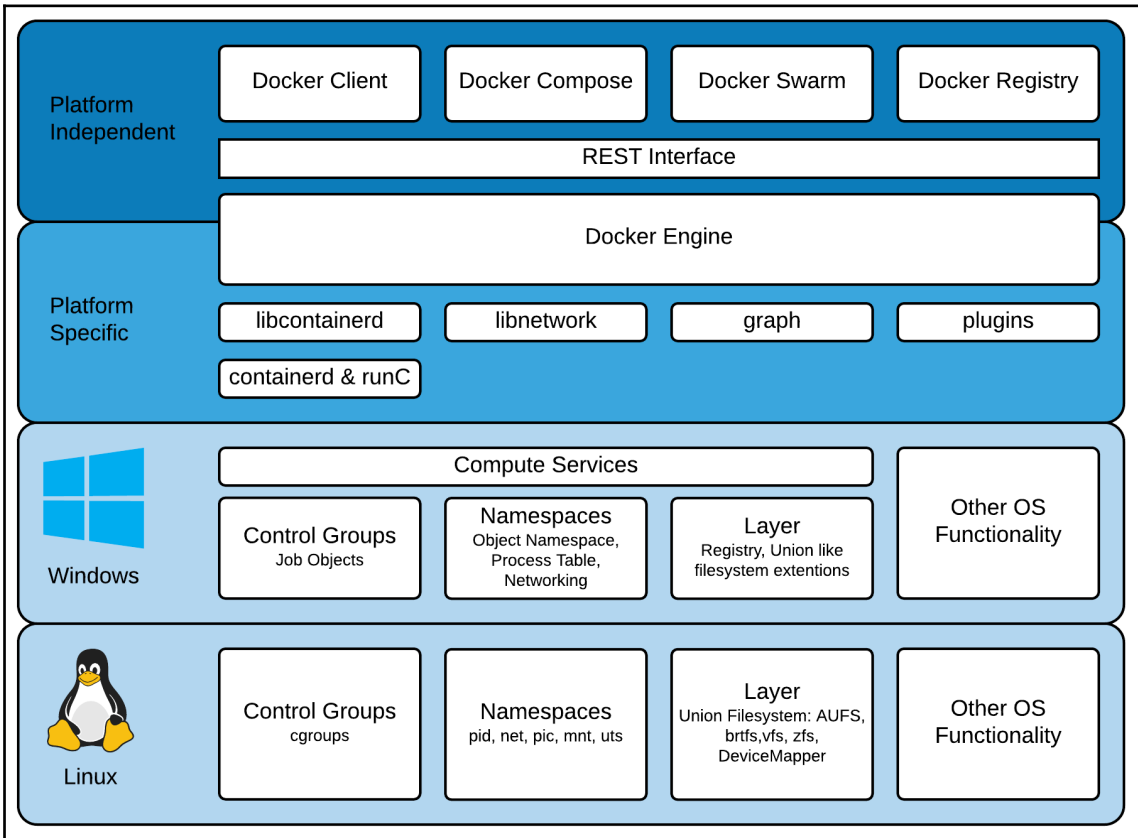 Platform
Independent
Docker Client
Docker Compose
Docker Swarm
Docker Registry
REST Interface
Docker Engine
Platform
Specific
libcontainerd
libnetwork
graph
plugins
containerd & runC
Windows
Compute Services
Control Groups
Job Objects
Namespaces
Object Namespace,
Process Table,
Networking
Layer
Registry, Union like
filesystem extentions
Other OS
Functionality
Linux
Control Groups
cgroups
Namespaces
pid, net, pic, mnt, uts
Layer
Union Filesystem: AUFS,
brtfs,vfs, zfs,
DeviceMapper
Other OS
Functionality